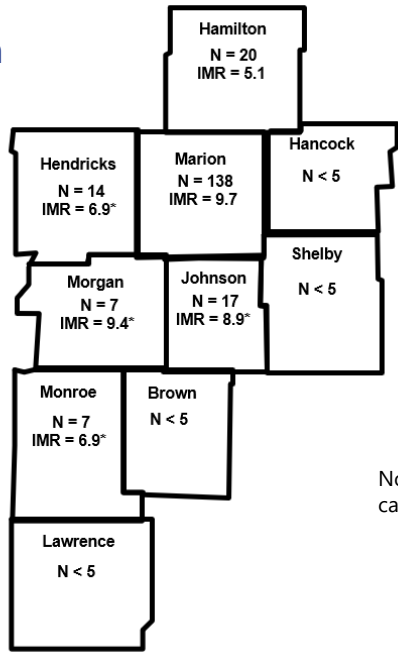 Hamilton
N = 20
IMR = 5.1
Hancock
N < 5
Hendricks
N = 14
IMR = 6.9*
Marion
N = 138
IMR = 9.7
Shelby
N < 5
Morgan
N = 7
IMR = 9.4*
Johnson
N = 17
IMR = 8.9*
Monroe
N = 7
IMR = 6.9*
Brown
N < 5
Lawrence
N < 5